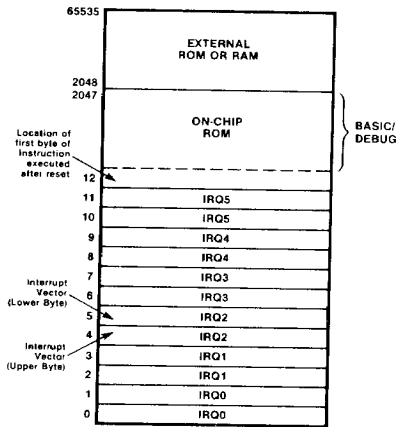 65535
EXTERNAL
ROM OR RAM
2048
2047
ON-CHIP
ROM
BASIC/
DEBUG
Location of
first byte of
Instruction
executed
after reset
12
11 IRQ5
10 IRQ5
9 IRQ4
8 IRQ4
7 IRQ3
6 IRQ3
Interrupt
Vector
(Lower Byte)
5 IRQ2
4 IRQ2
Interrupt
Vector
(Upper Byte)
3 IRQ1
2 IRQ1
1 IRQ0
0 IRQ0